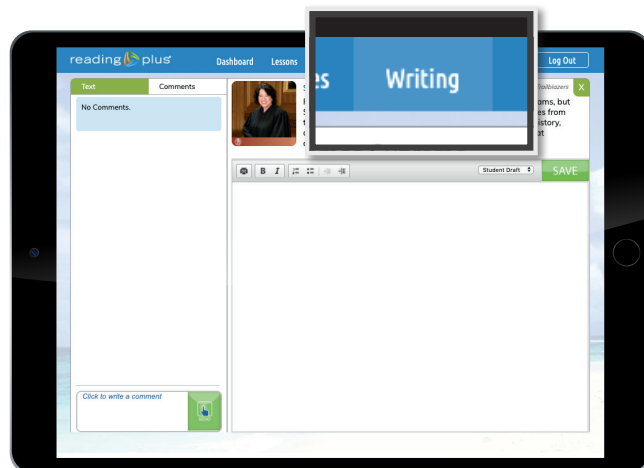 reading plus
Dashboard Lessons
es Writing
Log Out
Text Comments
No Comments.
Trailblazers X
oms, but
es from
istory,
ot
B I
Student Draft SAVE
Click to write a comment